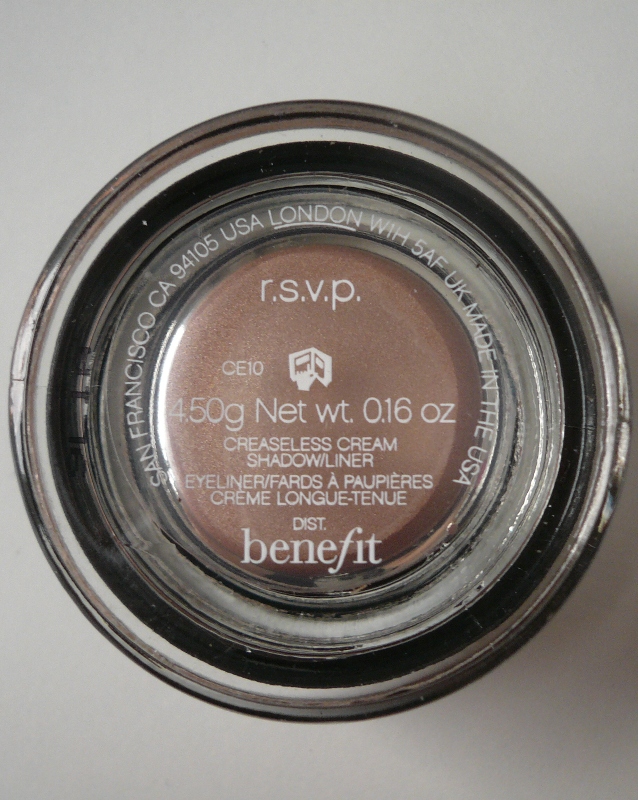 SAN FRANCISCO CA 94105 USA LONDON W1H 5AF UK MADE IN THE USA
r.s.v.p.
CE10
4.50g Net wt. 0.16 oz
CREASELESS CREAM
SHADOW/LINER
EYELINER/FARDS À PAUPIÈRES
CRÈME LONGUE-TENUE
DIST.
benefit